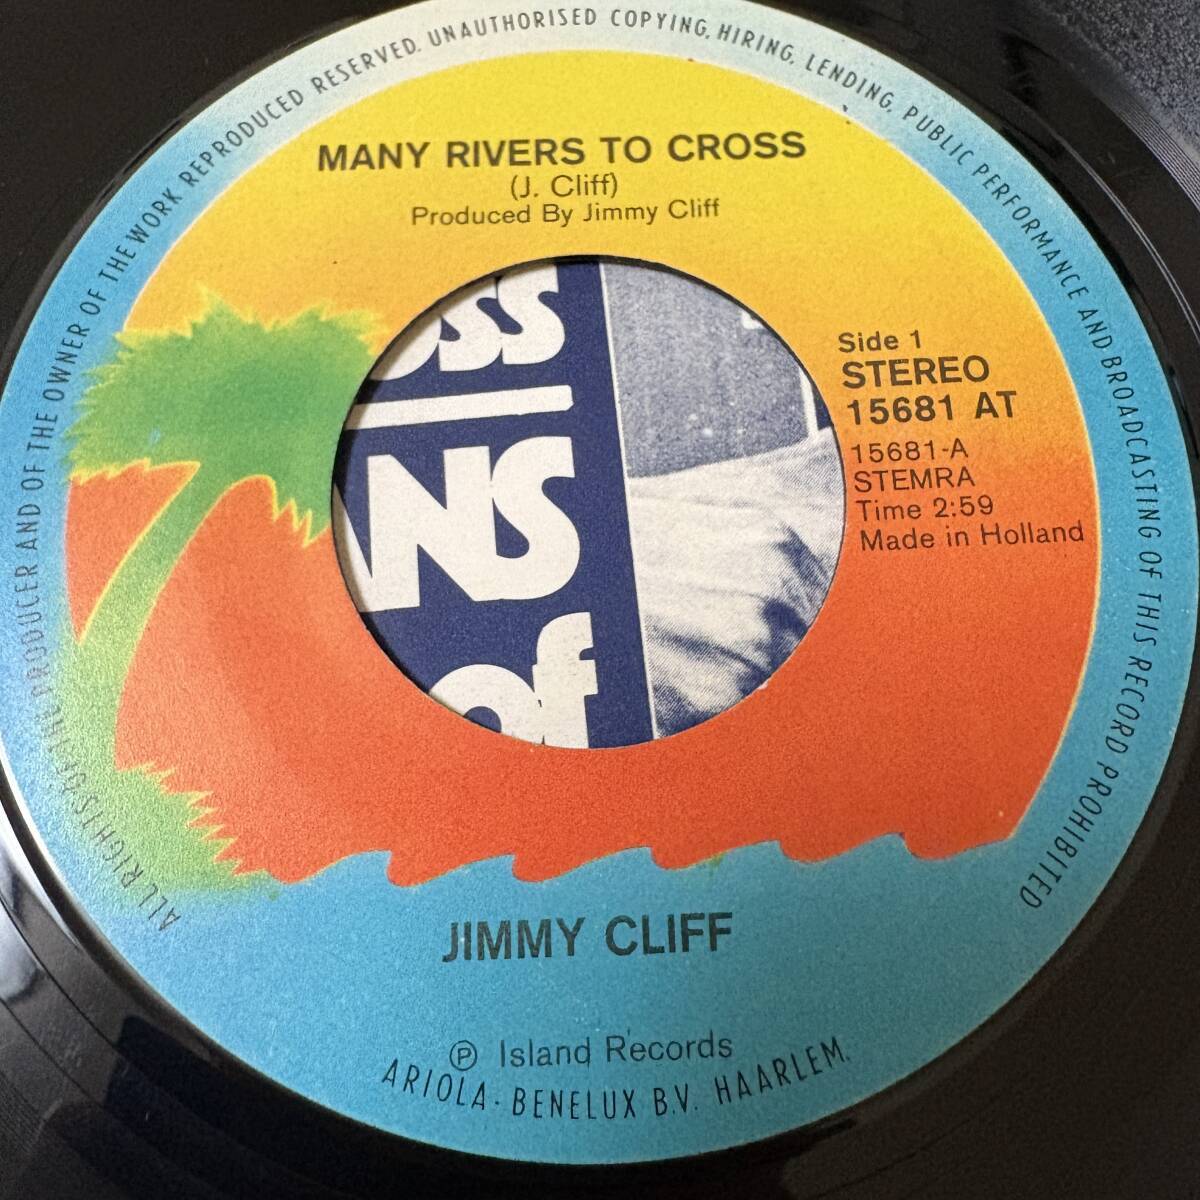 MANY RIVERS TO CROSS
(J. Cliff)
Produced By Jimmy Cliff
Side 1
STEREO
15681 AT
15681-A
STEMRA
Time 2:59
Made in Holland
JIMMY CLIFF
℗ Island Records
ARIOLA - BENELUX B.V. HAARLEM.
ALL RIGHTS OF THE PRODUCER AND OF THE OWNER OF THE WORK REPRODUCED RESERVED. UNAUTHORISED COPYING, HIRING, LENDING, PUBLIC PERFORMANCE AND BROADCASTING OF THIS RECORD PROHIBITED
of